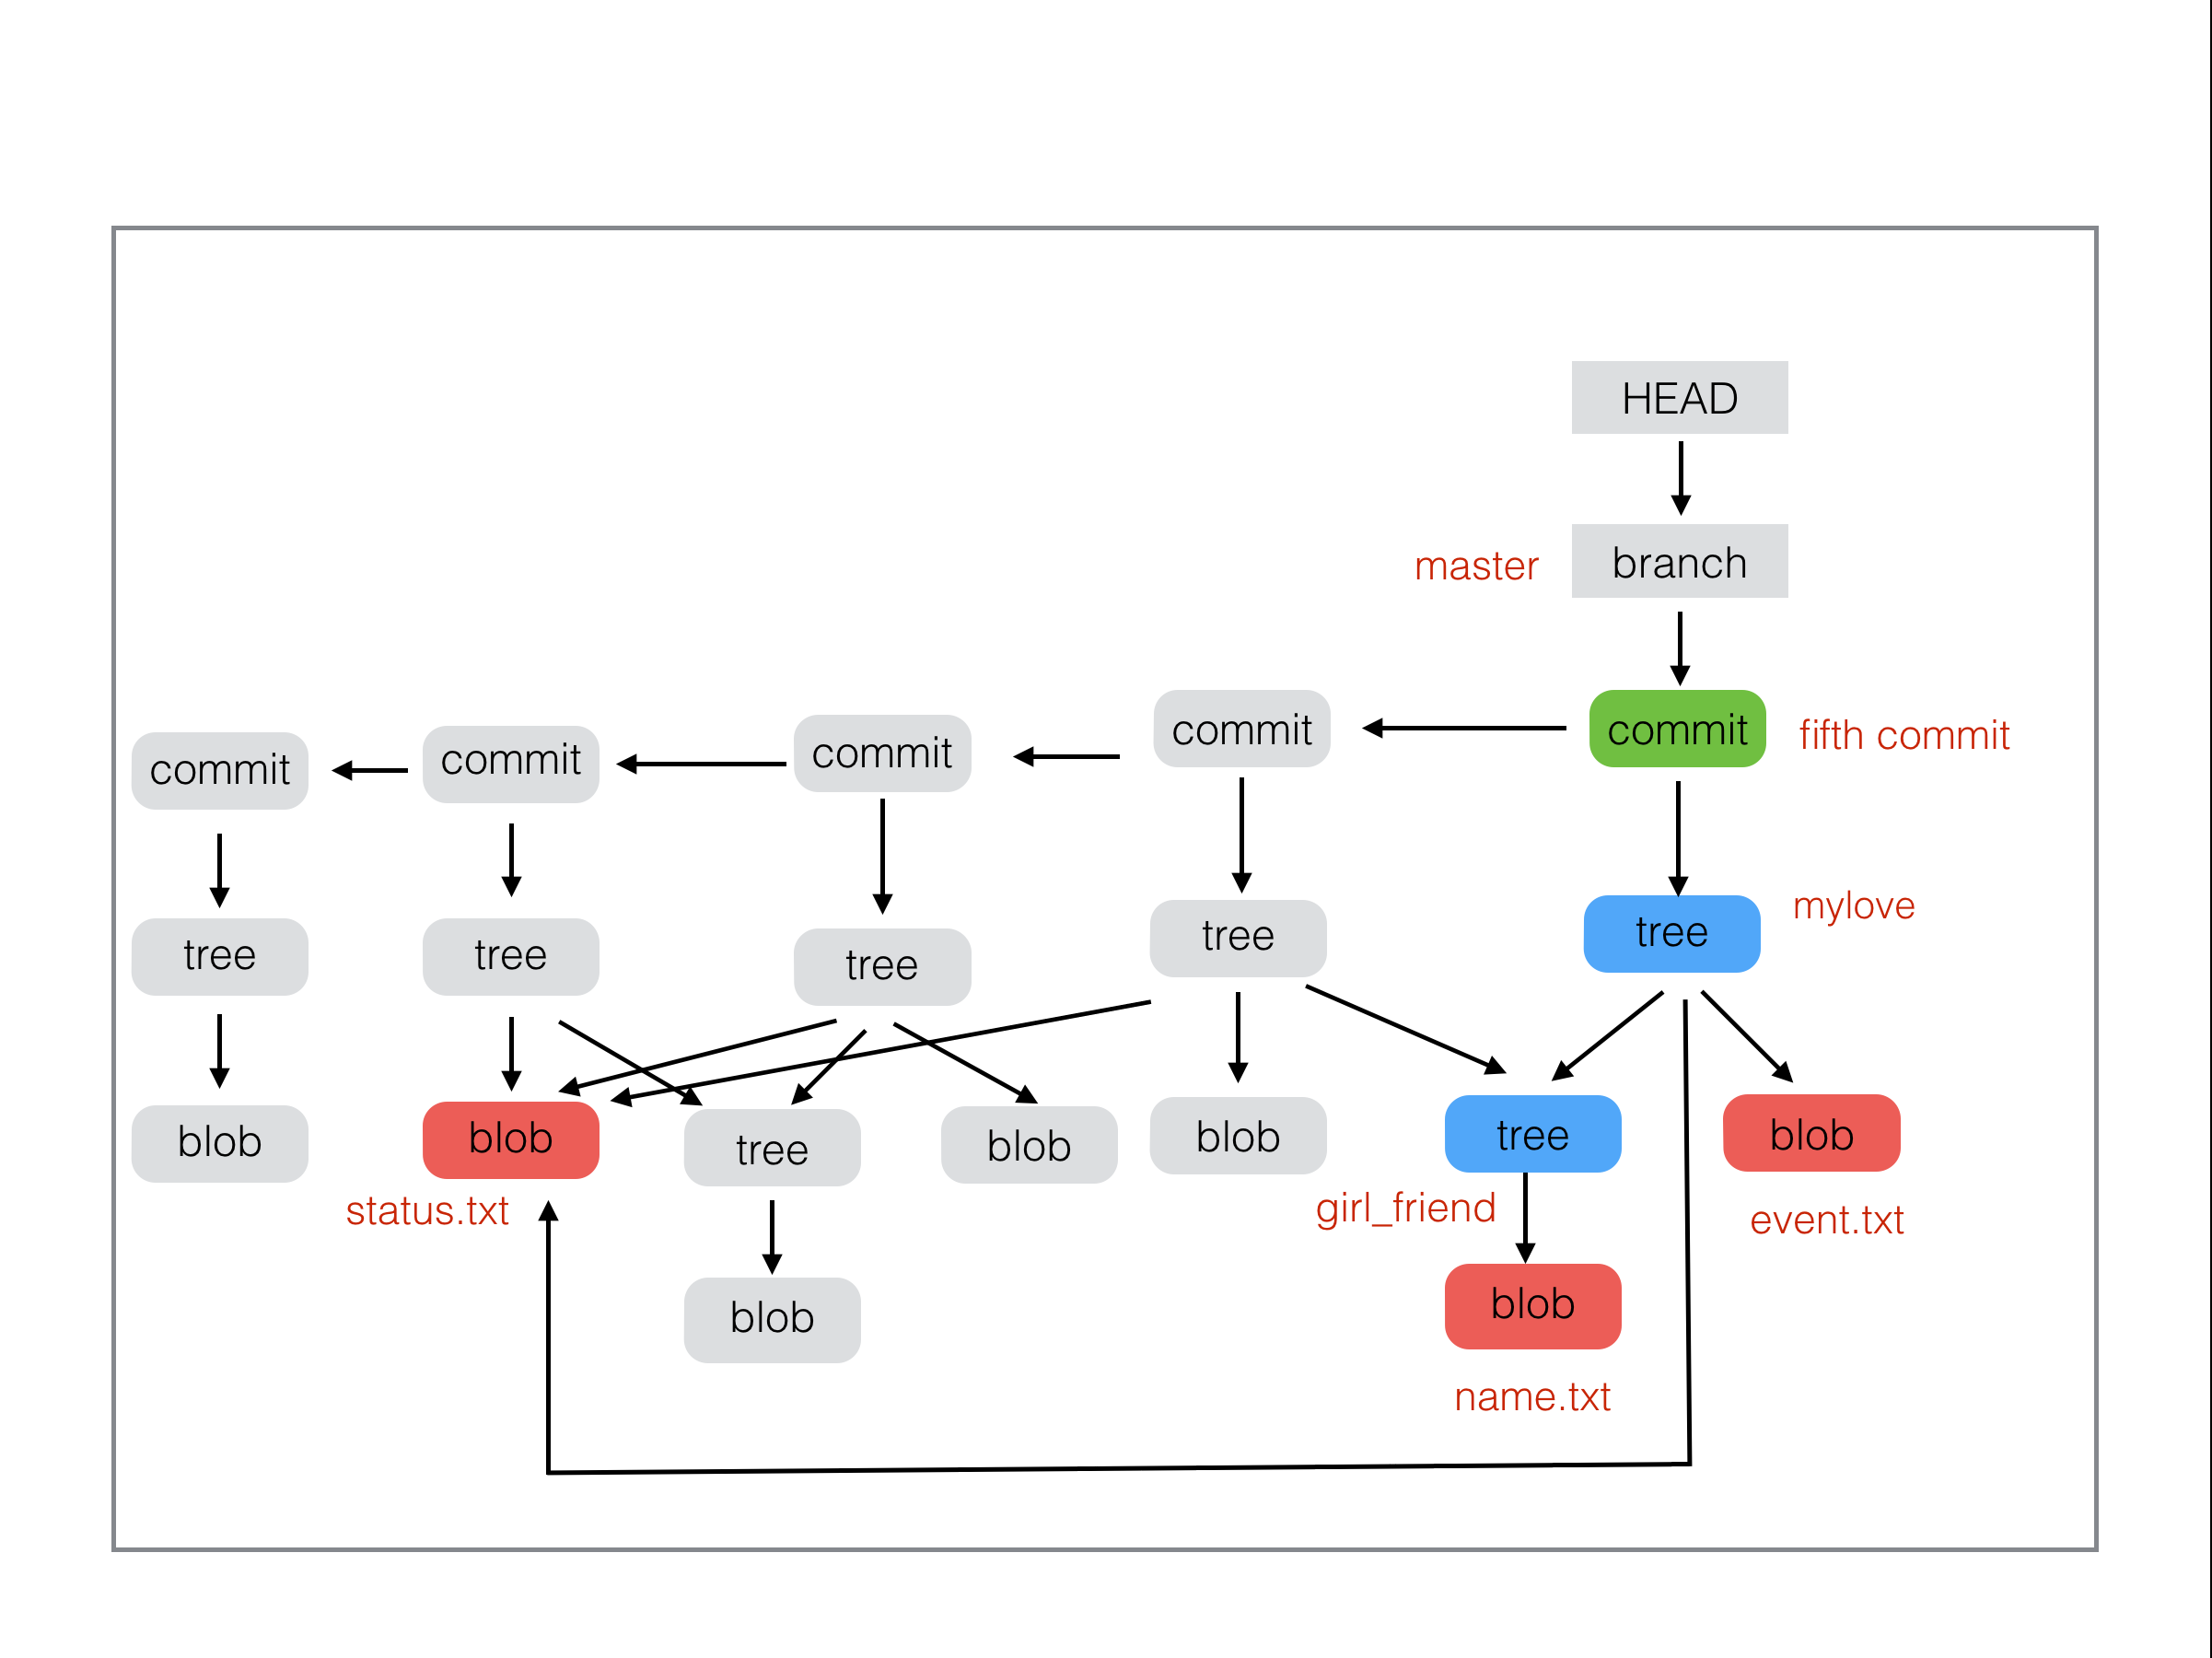 HEAD
master
branch
commit
commit
commit
commit
commit
fifth commit
tree
tree
tree
tree
tree
mylove
blob
blob
tree
blob
blob
tree
blob
status.txt
girl_friend
event.txt
blob
blob
name.txt